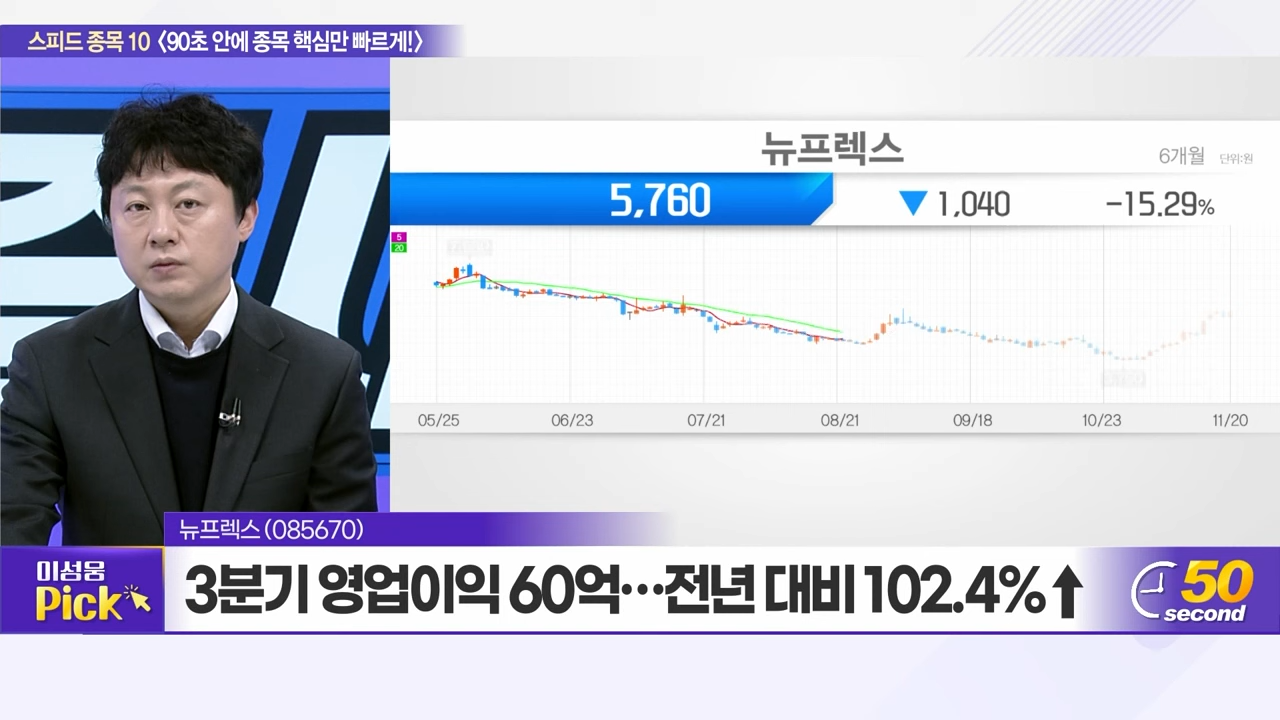 스피드 종목 10 〈90초 안에 종목 핵심만 빠르게!〉
뉴프렉스
6개월 단위:원
5,760 ▼ 1,040 -15.29%
5
20
05/25 06/23 07/21 08/21 09/18 10/23 11/20
뉴프렉스 (085670)
이성웅
Pick
3분기 영업이익 60억…전년 대비 102.4%↑
50
second